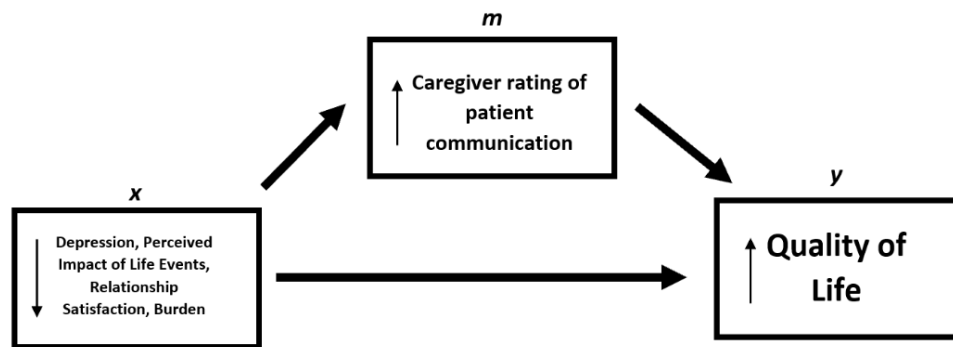 m
Caregiver rating of
patient
communication
x
Depression, Perceived
Impact of Life Events,
Relationship
Satisfaction, Burden
y
Quality of
Life